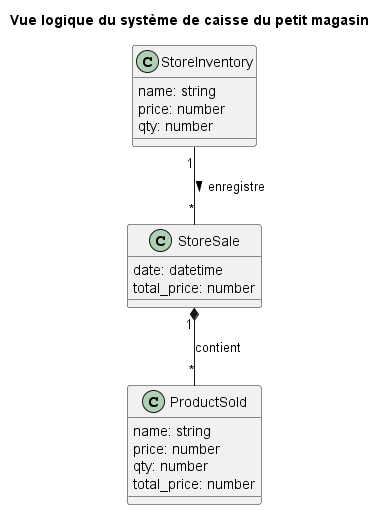 Vue logique du système de caisse du petit magasin
C StoreInventory
name: string
price: number
qty: number
1
enregistre
*
C StoreSale
date: datetime
total_price: number
1
contient
*
C ProductSold
name: string
price: number
qty: number
total_price: number